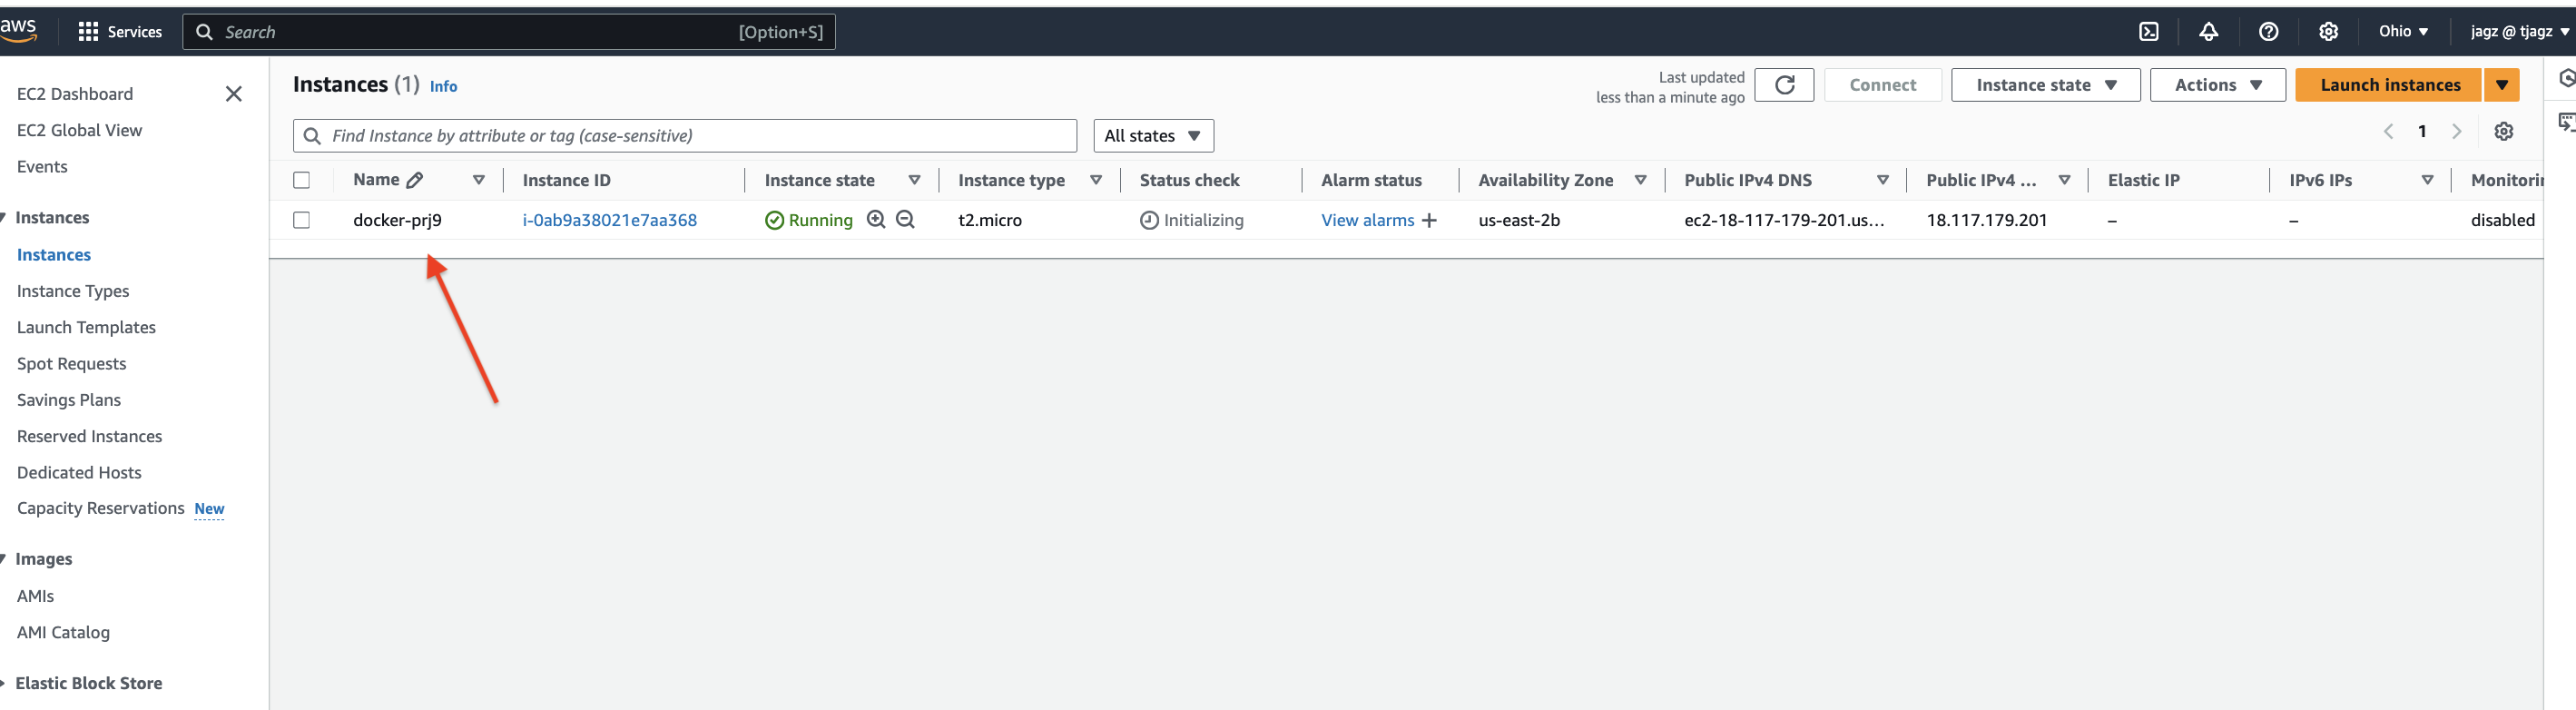 aws Services Search [Option+S] Ohio jagz @ tjagz
EC2 Dashboard
EC2 Global View
Events
Instances
Instances
Instance Types
Launch Templates
Spot Requests
Savings Plans
Reserved Instances
Dedicated Hosts
Capacity Reservations New
Images
AMIs
AMI Catalog
Elastic Block Store
Instances (1) Info
Last updated
less than a minute ago
Connect Instance state Actions Launch instances
Find Instance by attribute or tag (case-sensitive) All states 1
Name Instance ID Instance state Instance type Status check Alarm status Availability Zone Public IPv4 DNS Public IPv4 ... Elastic IP IPv6 IPs Monitorin
docker-prj9 i-0ab9a38021e7aa368 Running t2.micro Initializing View alarms + us-east-2b ec2-18-117-179-201.us... 18.117.179.201 – – disabled